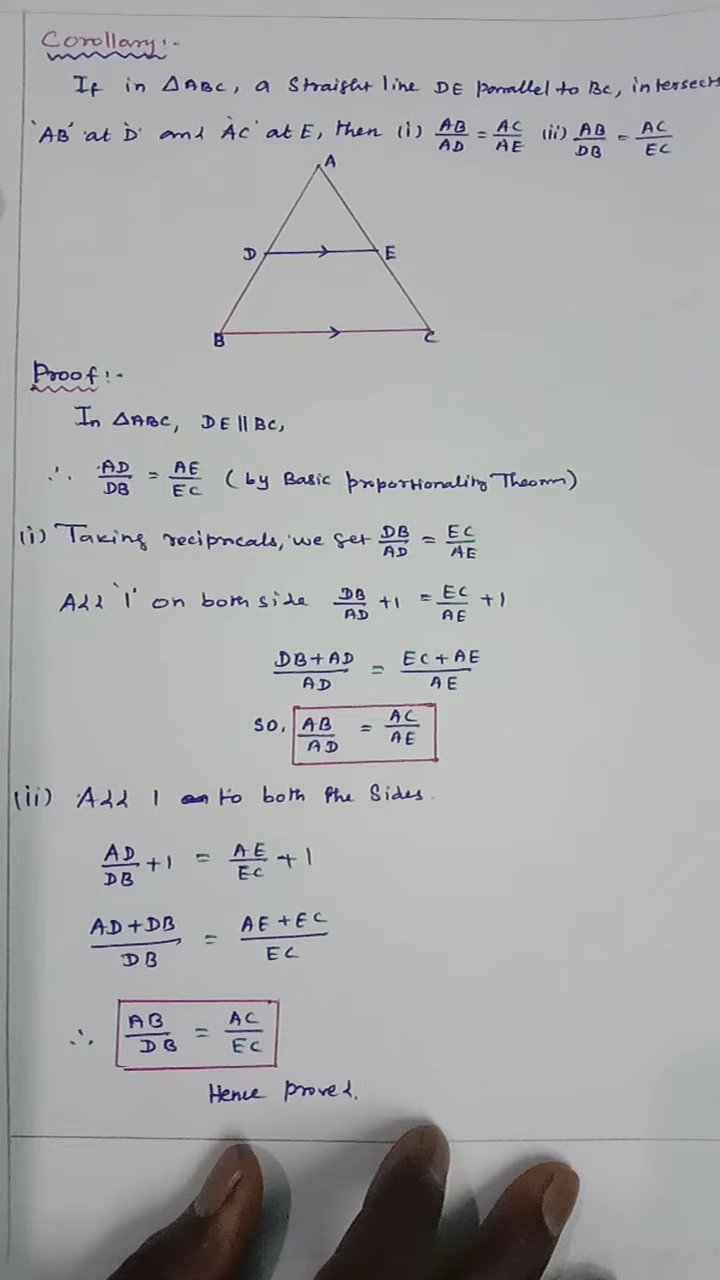 Corollary:-
If in △ABC, a straight line DE parallel to BC, intersects
'AB' at 'D' and 'AC' at E, then (i) AB/AD = AC/AE (ii) AB/DB = AC/EC
A
D E
B C
Proof:-
In △ABC, DE || BC,
∴ AD/DB = AE/EC (by Basic proportionality Theorem)
(i) Taking reciprocals, we get DB/AD = EC/AE
Add '1' on both side DB/AD + 1 = EC/AE + 1
DB+AD/AD = EC+AE/AE
So, AB/AD = AC/AE
(ii) Add 1 to both the sides.
AD/DB + 1 = AE/EC + 1
AD+DB/DB = AE+EC/EC
∴ AB/DB = AC/EC
Hence proved.